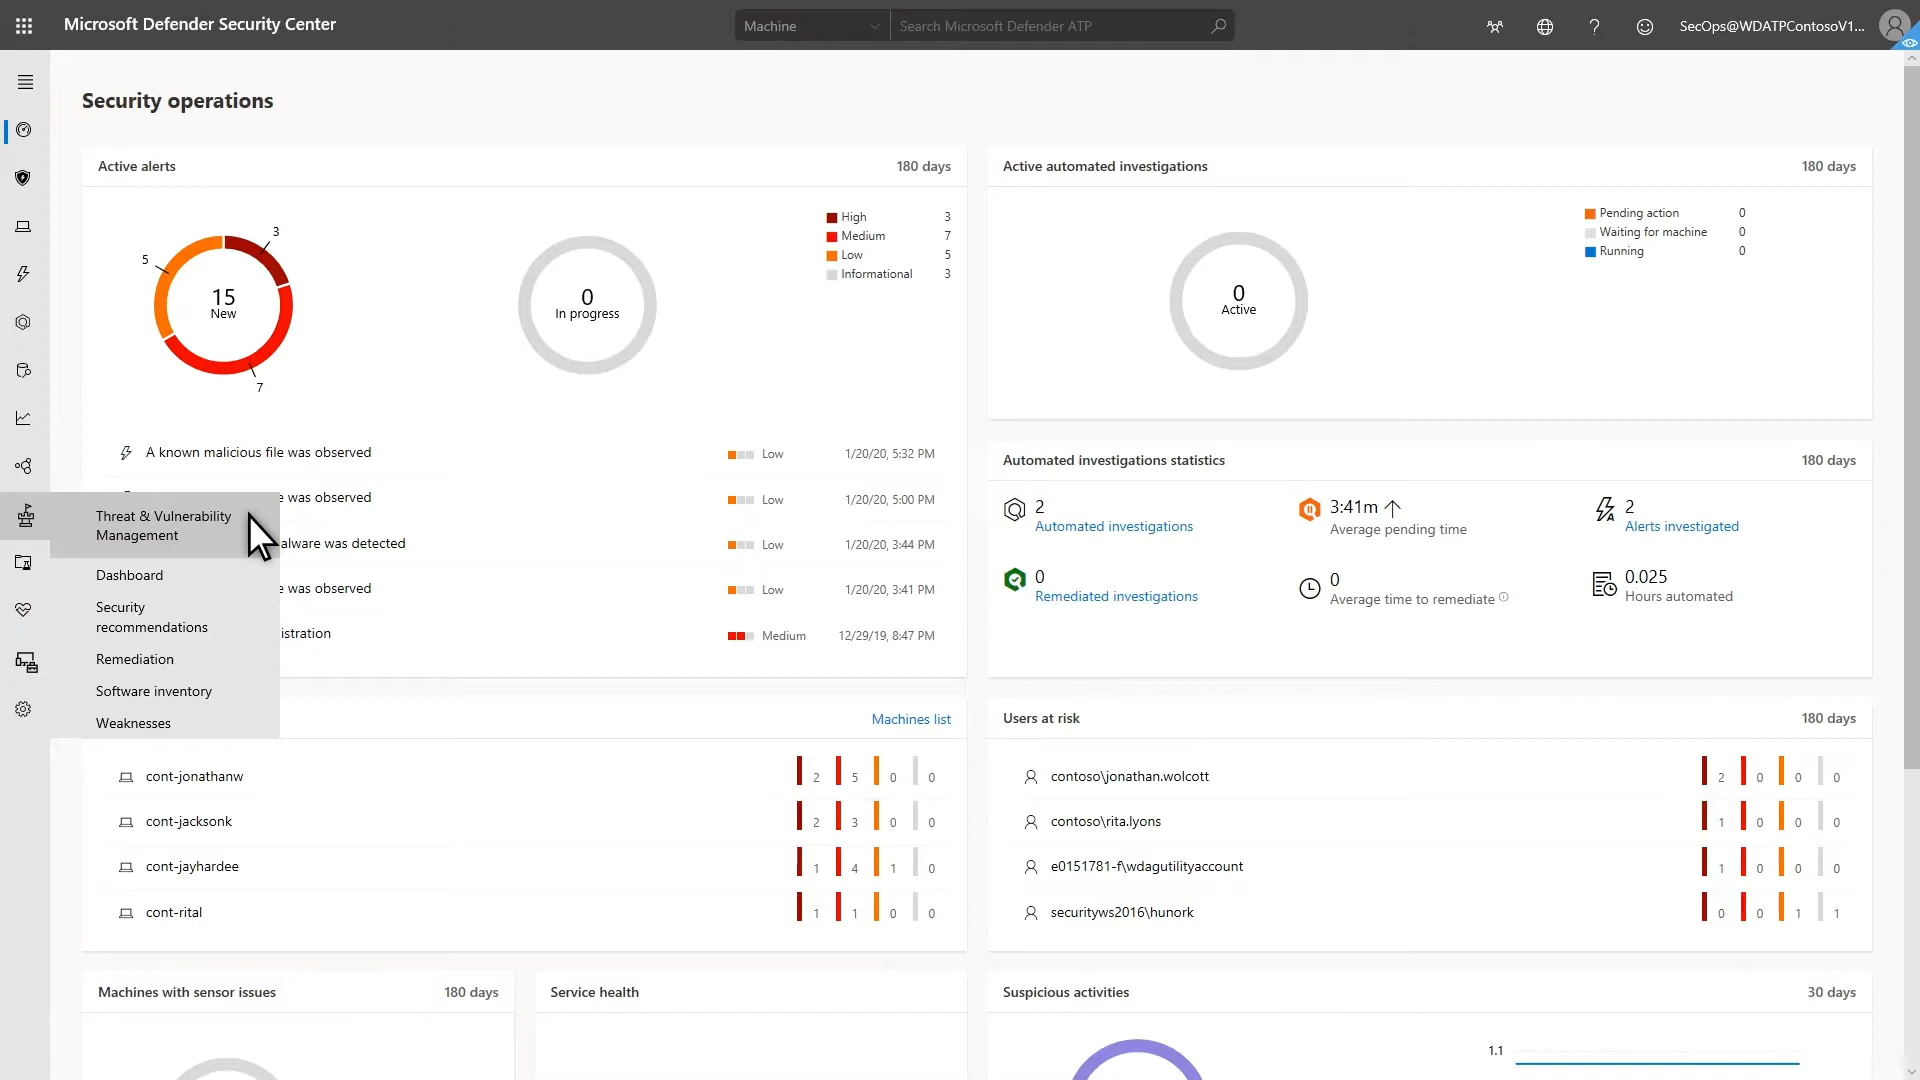 Microsoft Defender Security Center
Machine
Search Microsoft Defender ATP
?
SecOps@WDATPContosoV1...
Security operations
Active alerts
180 days
15
New
3
5
7
0
In progress
High 3
Medium 7
Low 5
Informational 3
A known malicious file was observed Low 1/20/20, 5:32 PM
e was observed Low 1/20/20, 5:00 PM
alware was detected Low 1/20/20, 3:44 PM
e was observed Low 1/20/20, 3:41 PM
istration Medium 12/29/19, 8:47 PM
Threat & Vulnerability
Management
Dashboard
Security
recommendations
Remediation
Software inventory
Weaknesses
Active automated investigations
180 days
0
Active
Pending action 0
Waiting for machine 0
Running 0
Automated investigations statistics
180 days
2
Automated investigations
3:41m
Average pending time
2
Alerts investigated
0
Remediated investigations
0
Average time to remediate
0.025
Hours automated
Machines list
cont-jonathanw 2 5 0 0
cont-jacksonk 2 3 0 0
cont-jayhardee 1 4 1 0
cont-rital 1 1 0 0
Users at risk
180 days
contoso\jonathan.wolcott 2 0 0 0
contoso\rita.lyons 1 0 0 0
e0151781-f\wdagutilityaccount 1 0 0 0
securityws2016\hunork 0 0 1 1
Machines with sensor issues
180 days
Service health
Suspicious activities
30 days
1.1